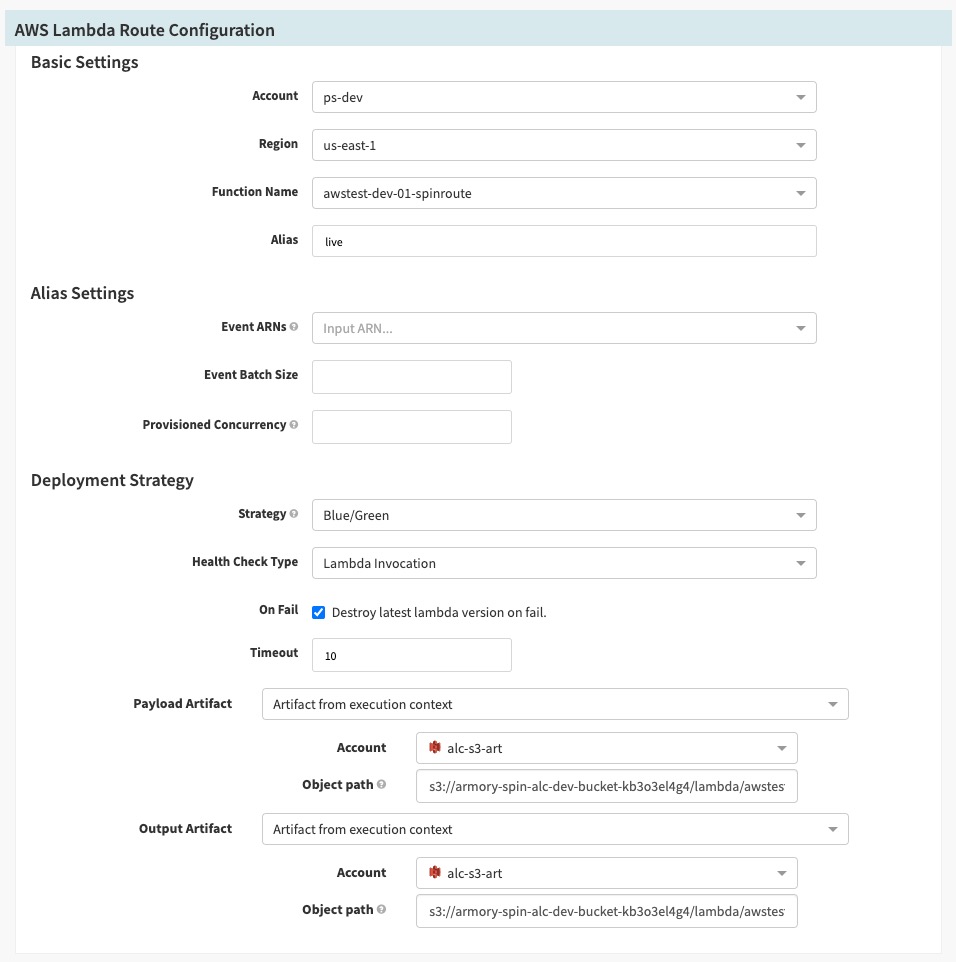 AWS Lambda Route Configuration
Basic Settings
Account ps-dev
Region us-east-1
Function Name awstest-dev-01-spinroute
Alias live
Alias Settings
Event ARNs Input ARN...
Event Batch Size
Provisioned Concurrency
Deployment Strategy
Strategy Blue/Green
Health Check Type Lambda Invocation
On Fail Destroy latest lambda version on fail.
Timeout 10
Payload Artifact Artifact from execution context
Account alc-s3-art
Object path s3://armory-spin-alc-dev-bucket-kb3o3el4g4/lambda/awstes
Output Artifact Artifact from execution context
Account alc-s3-art
Object path s3://armory-spin-alc-dev-bucket-kb3o3el4g4/lambda/awstes